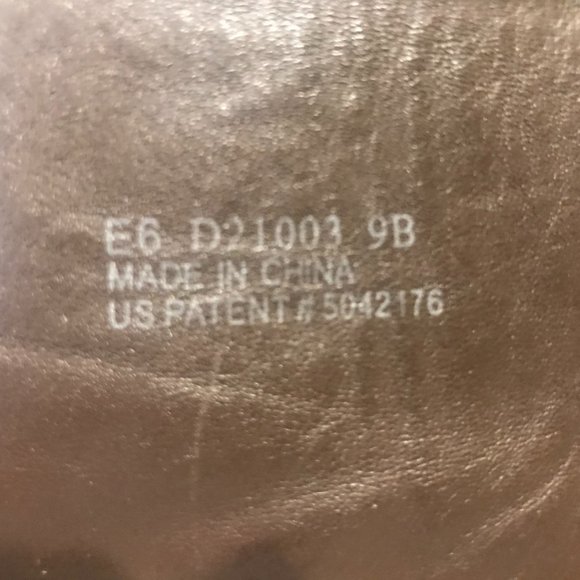 E6 D21003 9B
MADE IN CHINA
US.PATENT# 5042176